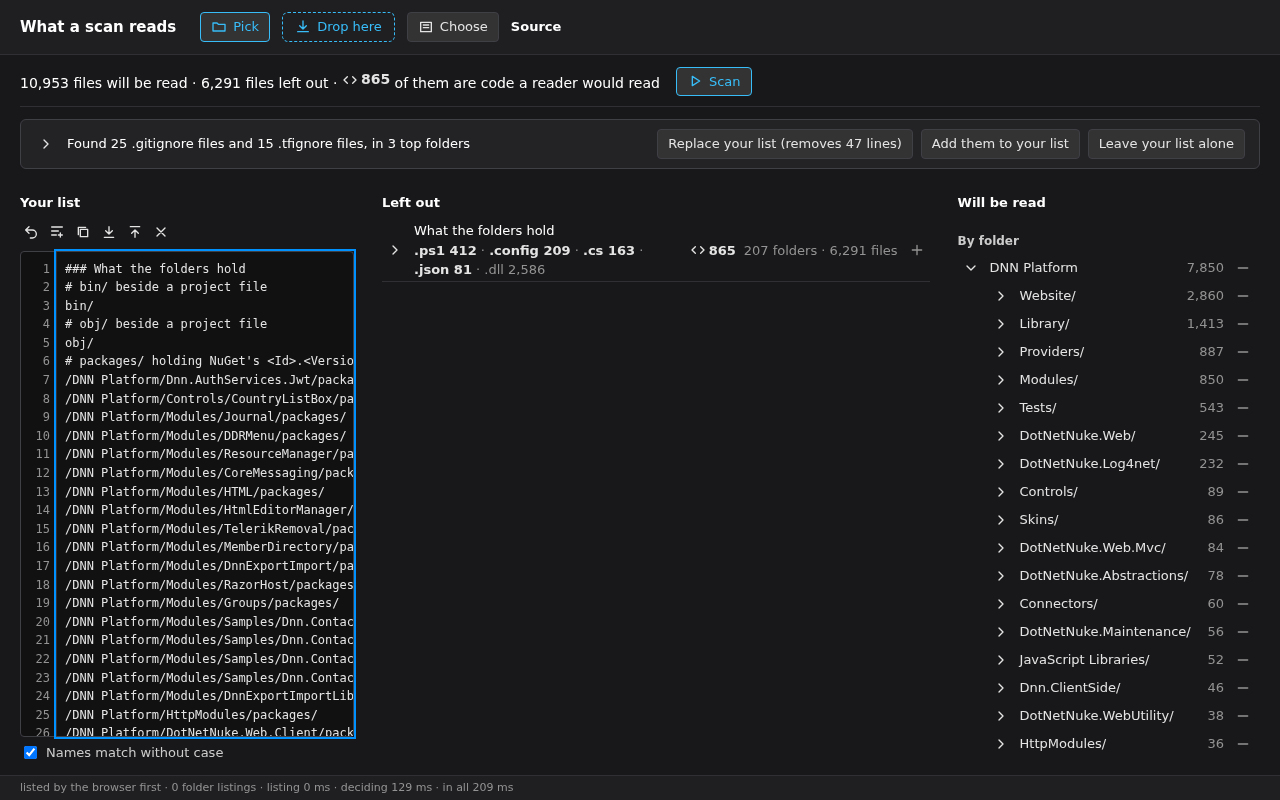 What a scan reads
Pick
Drop here
Choose
Source
10,953 files will be read · 6,291 files left out · 865 of them are code a reader would read
Scan
Found 25 .gitignore files and 15 .tfignore files, in 3 top folders
Replace your list (removes 47 lines)
Add them to your list
Leave your list alone
Your list
1 ### What the folders hold
2 # bin/ beside a project file
3 bin/
4 # obj/ beside a project file
5 obj/
6 # packages/ holding NuGet's <Id>.<Versio
7 /DNN Platform/Dnn.AuthServices.Jwt/packa
8 /DNN Platform/Controls/CountryListBox/pa
9 /DNN Platform/Modules/Journal/packages/
10 /DNN Platform/Modules/DDRMenu/packages/
11 /DNN Platform/Modules/ResourceManager/pa
12 /DNN Platform/Modules/CoreMessaging/pack
13 /DNN Platform/Modules/HTML/packages/
14 /DNN Platform/Modules/HtmlEditorManager/
15 /DNN Platform/Modules/TelerikRemoval/pac
16 /DNN Platform/Modules/MemberDirectory/pa
17 /DNN Platform/Modules/DnnExportImport/pa
18 /DNN Platform/Modules/RazorHost/packages
19 /DNN Platform/Modules/Groups/packages/
20 /DNN Platform/Modules/Samples/Dnn.Contac
21 /DNN Platform/Modules/Samples/Dnn.Contac
22 /DNN Platform/Modules/Samples/Dnn.Contac
23 /DNN Platform/Modules/Samples/Dnn.Contac
24 /DNN Platform/Modules/DnnExportImportLib
25 /DNN Platform/HttpModules/packages/
26 /DNN Platform/DotNetNuke.Web.Client/pack
Names match without case
Left out
What the folders hold
.ps1 412 · .config 209 · .cs 163 ·
.json 81 · .dll 2,586
865 207 folders · 6,291 files
Will be read
By folder
DNN Platform 7,850
Website/ 2,860
Library/ 1,413
Providers/ 887
Modules/ 850
Tests/ 543
DotNetNuke.Web/ 245
DotNetNuke.Log4net/ 232
Controls/ 89
Skins/ 86
DotNetNuke.Web.Mvc/ 84
DotNetNuke.Abstractions/ 78
Connectors/ 60
DotNetNuke.Maintenance/ 56
JavaScript Libraries/ 52
Dnn.ClientSide/ 46
DotNetNuke.WebUtility/ 38
HttpModules/ 36
listed by the browser first · 0 folder listings · listing 0 ms · deciding 129 ms · in all 209 ms